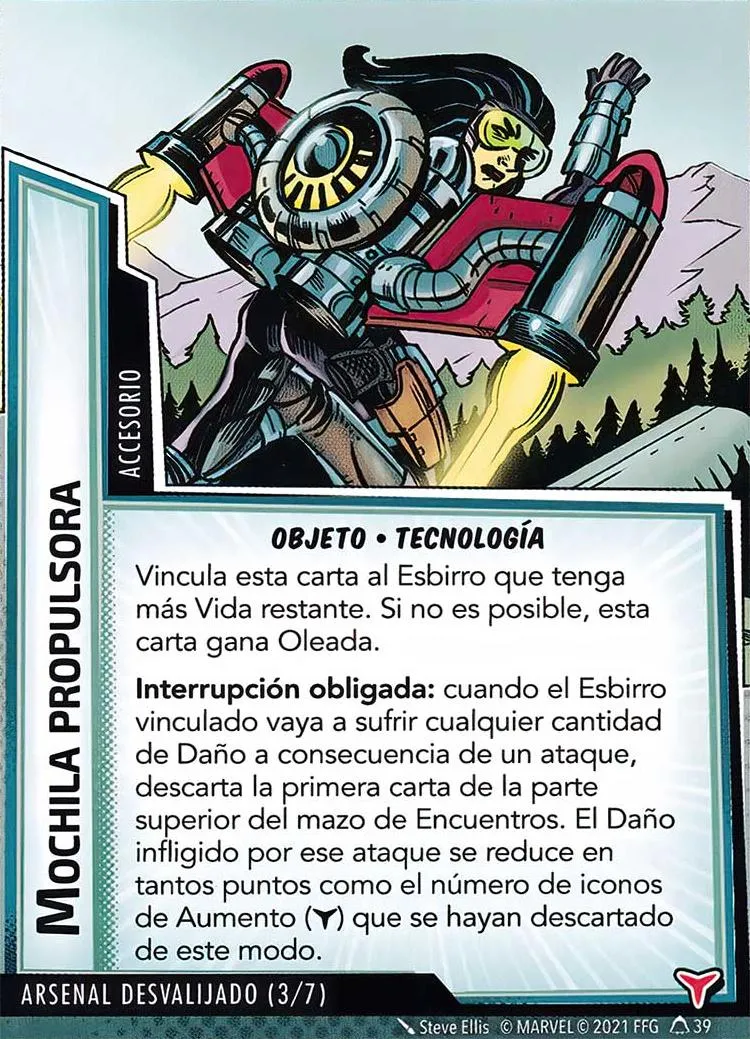 ACCESORIO
MOCHILA PROPULSORA
OBJETO • TECNOLOGÍA
Vincula esta carta al Esbirro que tenga
más Vida restante. Si no es posible, esta
carta gana Oleada.
Interrupción obligada: cuando el Esbirro
vinculado vaya a sufrir cualquier cantidad
de Daño a consecuencia de un ataque,
descarta la primera carta de la parte
superior del mazo de Encuentros. El Daño
infligido por ese ataque se reduce en
tantos puntos como el número de iconos
de Aumento () que se hayan descartado
de este modo.
ARSENAL DESVALIJADO (3/7)
Steve Ellis © MARVEL © 2021 FFG 39